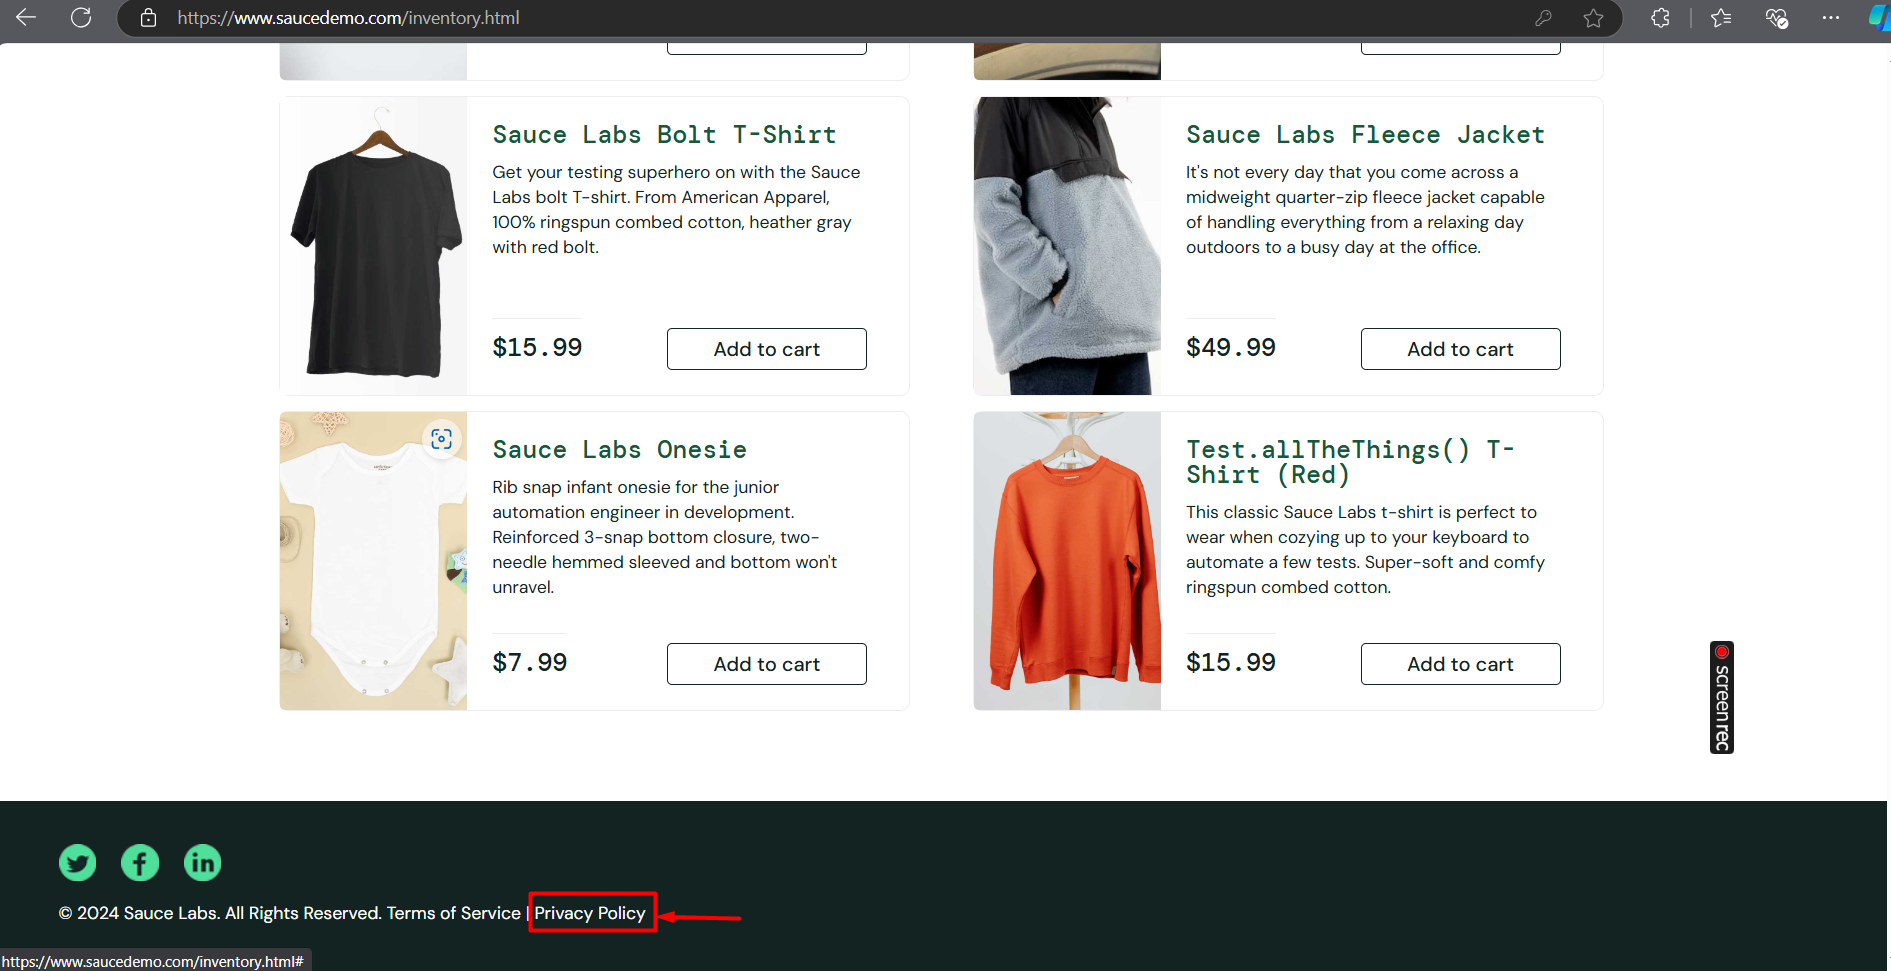 https://www.saucedemo.com/inventory.html
Sauce Labs Bolt T-Shirt
Get your testing superhero on with the Sauce
Labs bolt T-shirt. From American Apparel,
100% ringspun combed cotton, heather gray
with red bolt.
$15.99
Add to cart
Sauce Labs Fleece Jacket
It's not every day that you come across a
midweight quarter-zip fleece jacket capable
of handling everything from a relaxing day
outdoors to a busy day at the office.
$49.99
Add to cart
Sauce Labs Onesie
Rib snap infant onesie for the junior
automation engineer in development.
Reinforced 3-snap bottom closure, two-
needle hemmed sleeved and bottom won't
unravel.
$7.99
Add to cart
Test.allTheThings() T-
Shirt (Red)
This classic Sauce Labs t-shirt is perfect to
wear when cozying up to your keyboard to
automate a few tests. Super-soft and comfy
ringspun combed cotton.
$15.99
Add to cart
screenrec
© 2024 Sauce Labs. All Rights Reserved. Terms of Service | Privacy Policy
https://www.saucedemo.com/inventory.html#